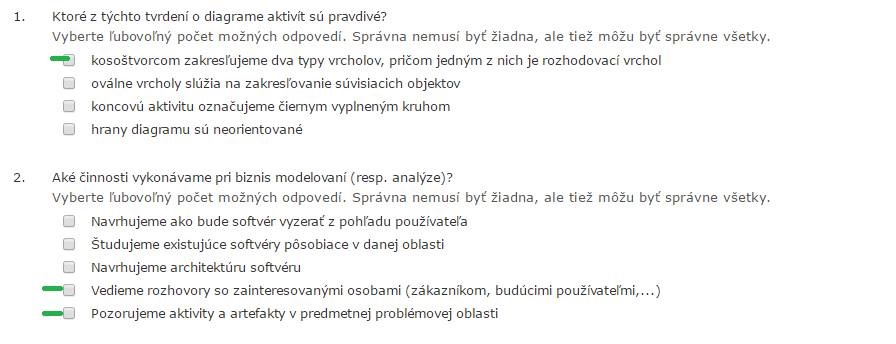 1. Ktoré z týchto tvrdení o diagrame aktivít sú pravdivé?
Vyberte ľubovoľný počet možných odpovedí. Správna nemusí byť žiadna, ale tiež môžu byť správne všetky.
kosoštvorcom zakresľujeme dva typy vrcholov, pričom jedným z nich je rozhodovací vrchol
oválne vrcholy slúžia na zakresľovanie súvisiacich objektov
koncovú aktivitu označujeme čiernym vyplneným kruhom
hrany diagramu sú neorientované
2. Aké činnosti vykonávame pri biznis modelovaní (resp. analýze)?
Vyberte ľubovoľný počet možných odpovedí. Správna nemusí byť žiadna, ale tiež môžu byť správne všetky.
Navrhujeme ako bude softvér vyzerať z pohľadu používateľa
Študujeme existujúce softvéry pôsobiace v danej oblasti
Navrhujeme architektúru softvéru
Vedieme rozhovory so zainteresovanými osobami (zákazníkom, budúcimi používateľmi,...)
Pozorujeme aktivity a artefakty v predmetnej problémovej oblasti